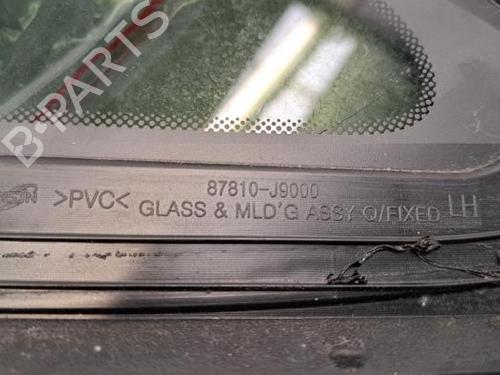 B-PARTS
87810-J9000
>PVC< GLASS & MLD'G ASSY Q/FIXED LH